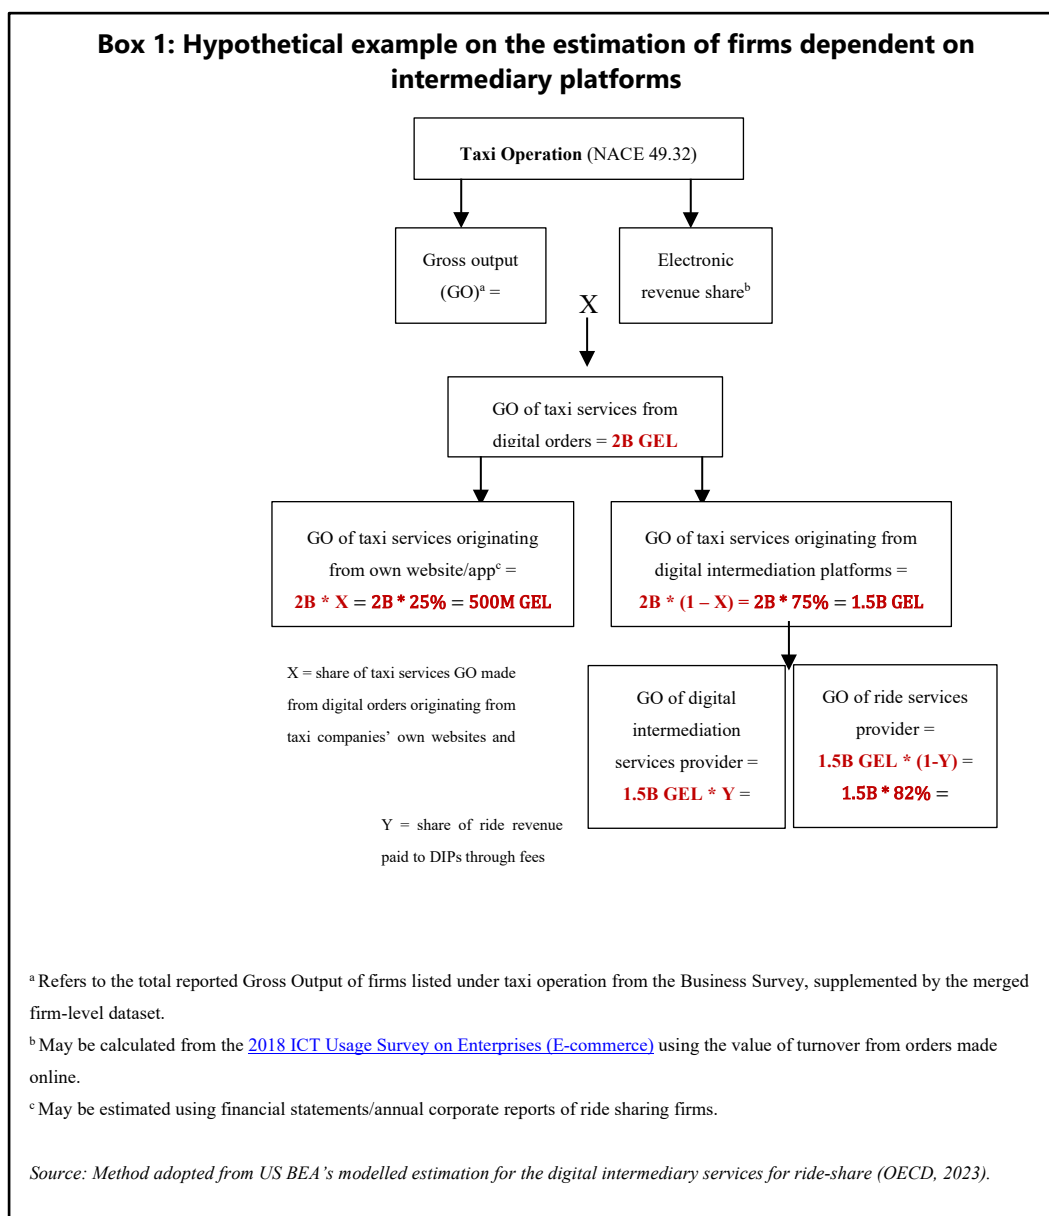 Box 1: Hypothetical example on the estimation of firms dependent on
intermediary platforms
Taxi Operation (NACE 49.32)
Gross output
(GO)ᵃ =
Electronic
revenue shareᵇ
X
GO of taxi services from
digital orders = 2B GEL
GO of taxi services originating
from own website/appᶜ =
2B * X = 2B * 25% = 500M GEL
GO of taxi services originating from
digital intermediation platforms =
2B * (1 – X) = 2B * 75% = 1.5B GEL
X = share of taxi services GO made
from digital orders originating from
taxi companies’ own websites and
GO of digital
intermediation
services provider =
1.5B GEL * Y =
GO of ride services
provider =
1.5B GEL * (1-Y) =
1.5B * 82% =
Y = share of ride revenue
paid to DIPs through fees
ᵃ Refers to the total reported Gross Output of firms listed under taxi operation from the Business Survey, supplemented by the merged
firm-level dataset.
ᵇ May be calculated from the 2018 ICT Usage Survey on Enterprises (E-commerce) using the value of turnover from orders made
online.
ᶜ May be estimated using financial statements/annual corporate reports of ride sharing firms.
Source: Method adopted from US BEA’s modelled estimation for the digital intermediary services for ride-share (OECD, 2023).